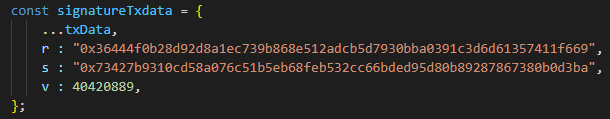 const signatureTxdata = {
...txData,
r : "0x36444f0b28d92d8a1ec739b868e512adcb5d7930bba0391c3d6d61357411f669",
s : "0x73427b9310cd58a076c51b5eb68feb532cc66bded95d80b89287867380b0d3ba",
v : 40420889,
};